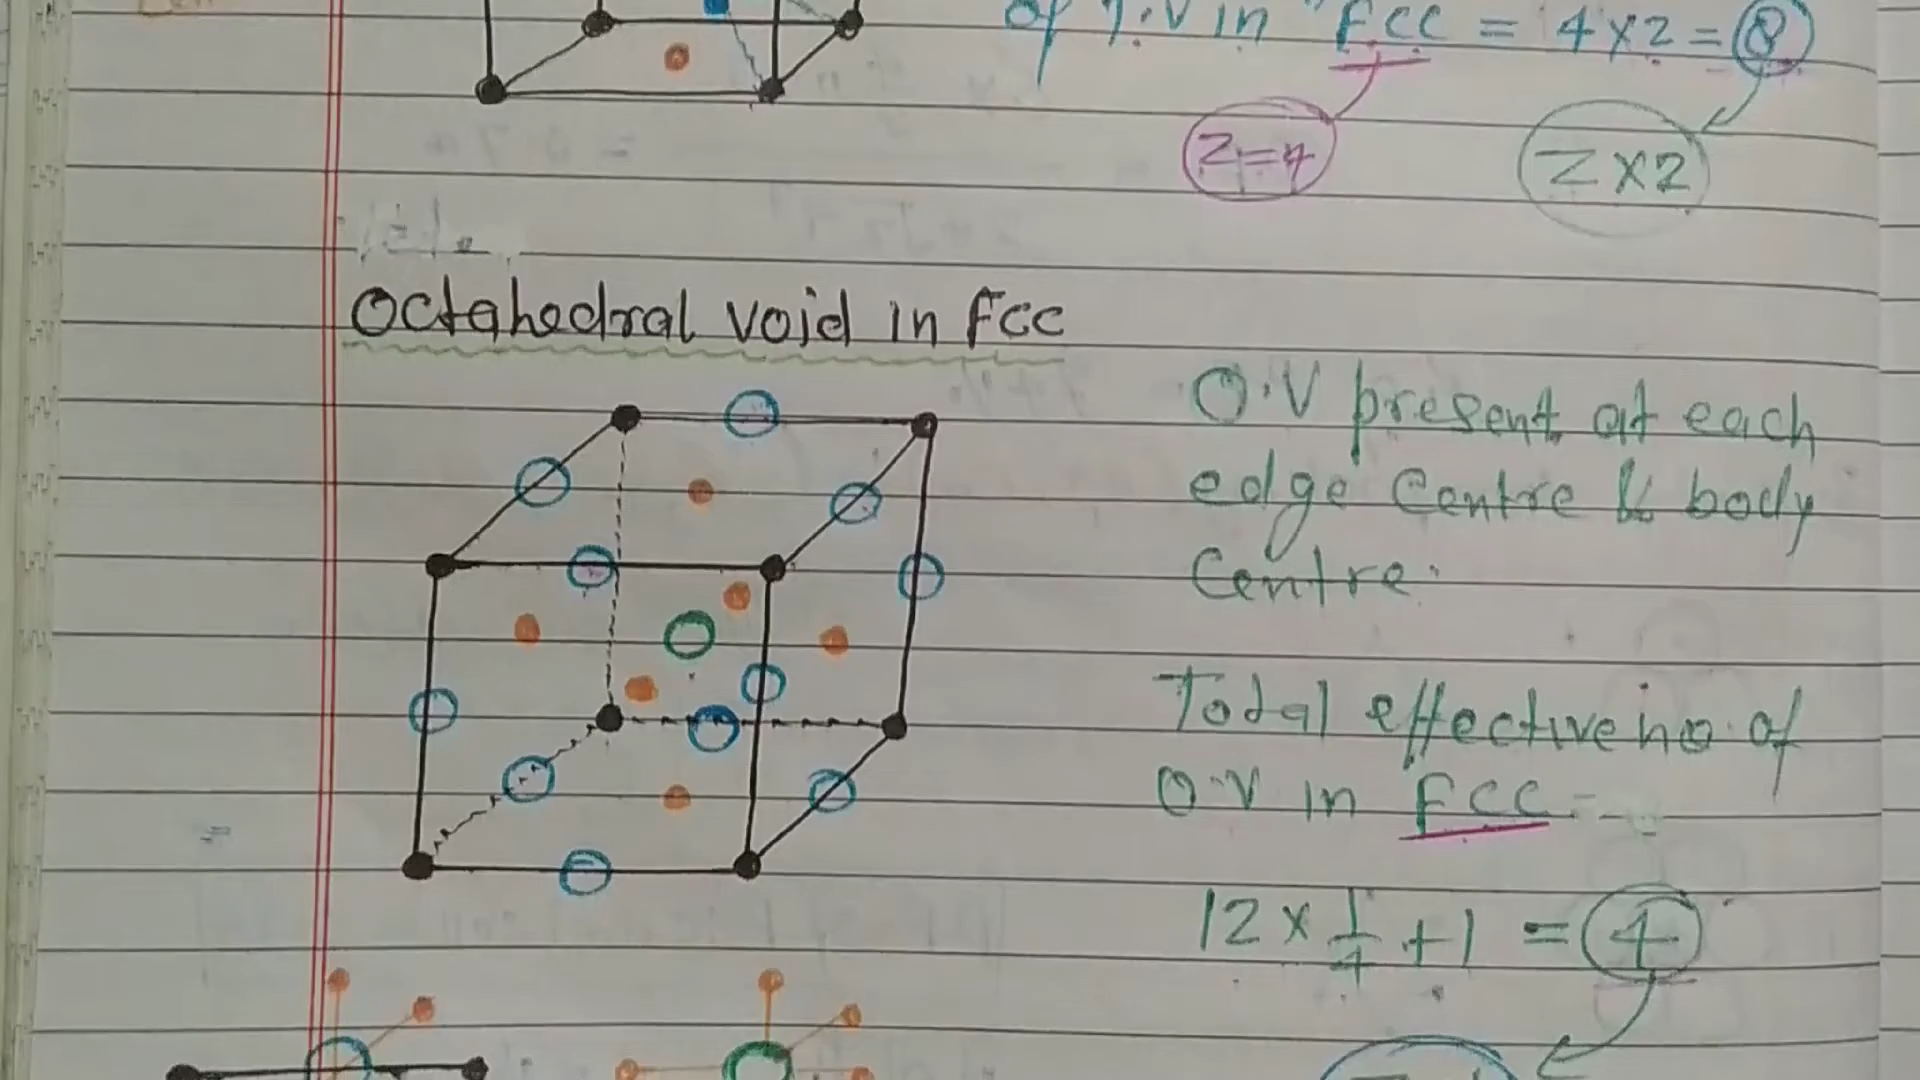 of T.V in FCC = 4×2 = 8
Z=4
Z×2
Octahedral void in FCC
O.V present at each
edge Centre & body
Centre.
Total effective no. of
O.V in FCC =
12 × 1/4 + 1 = 4